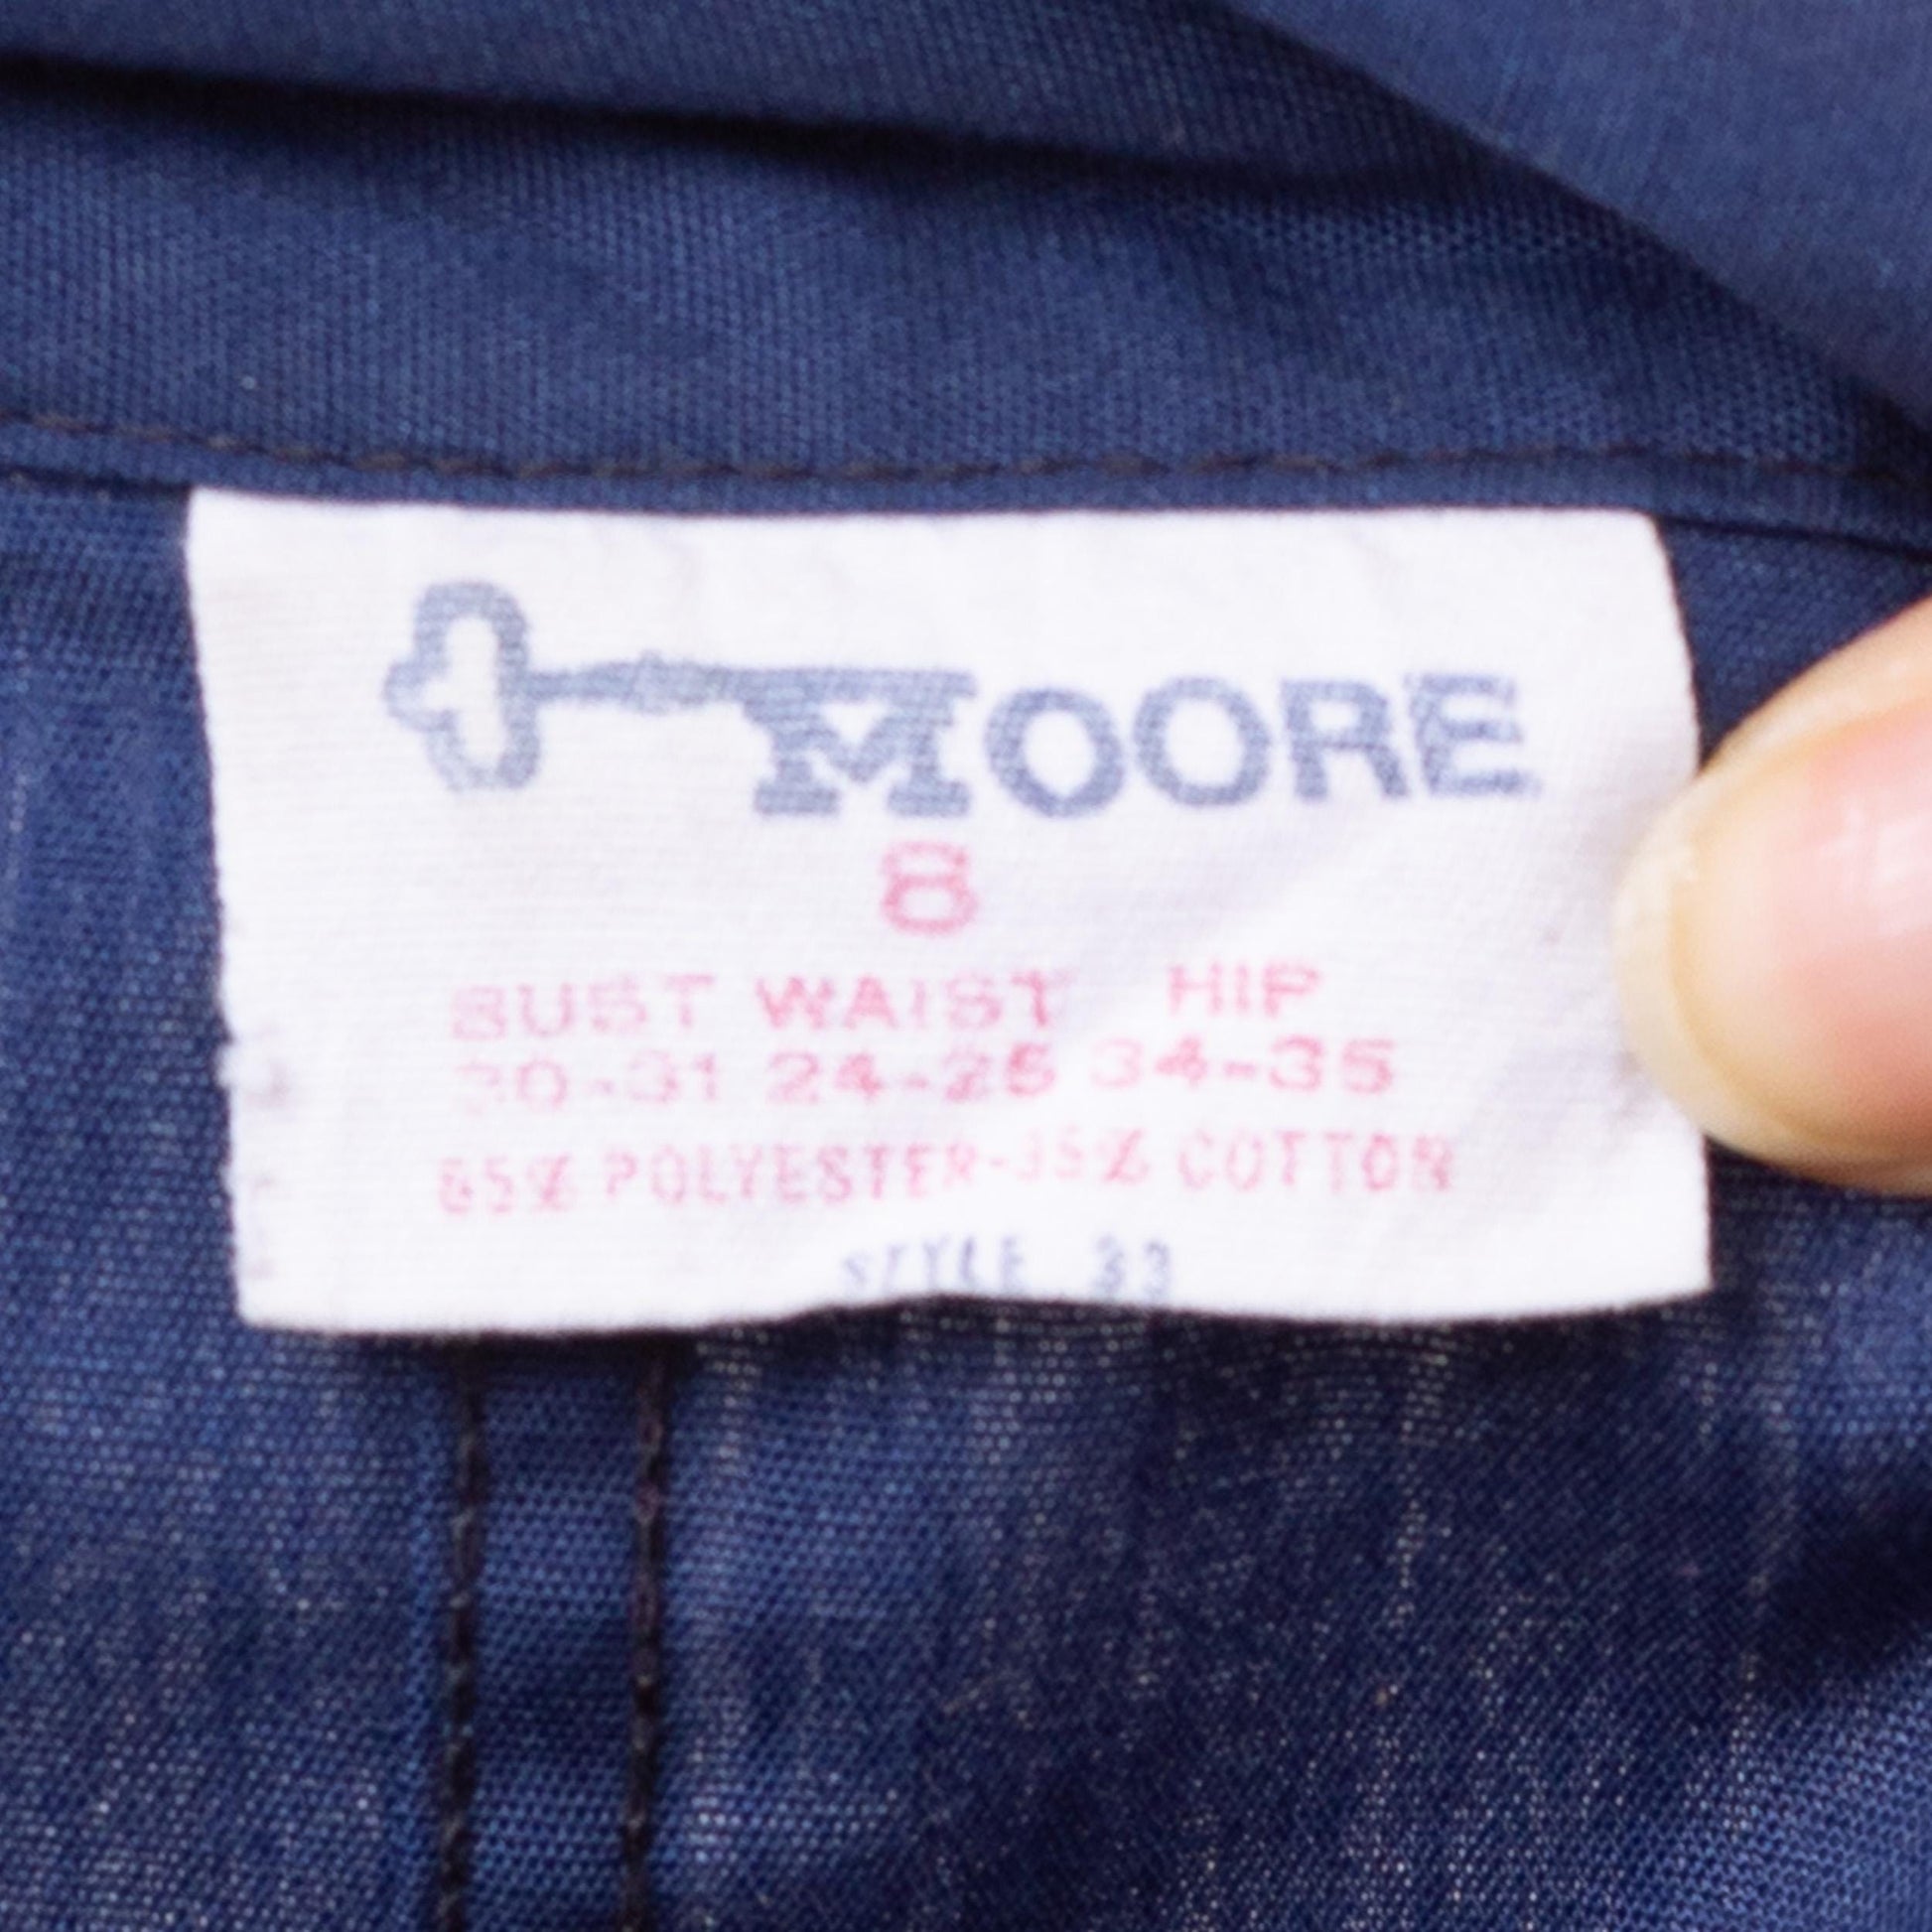 MOORE
8
BUST WAIST HIP
30-31 24-25 34-35
65% POLYESTER-35% COTTON
STYLE 33